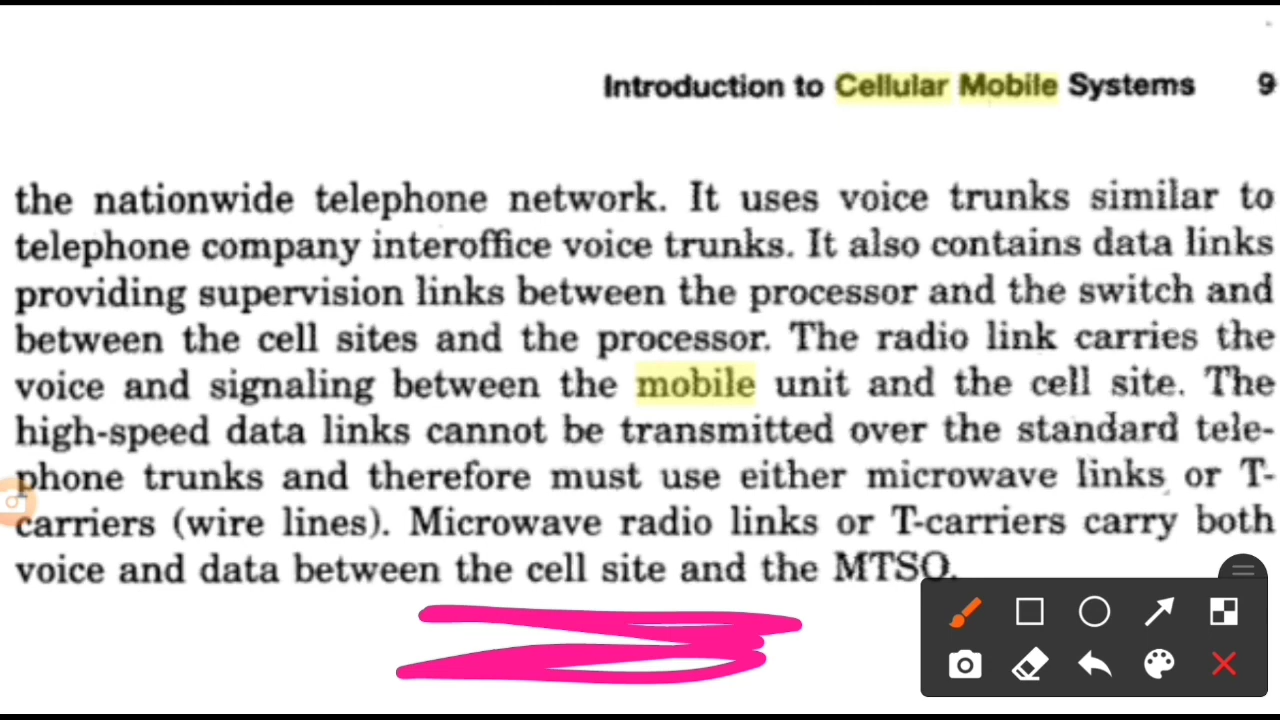 Introduction to Cellular Mobile Systems 9
the nationwide telephone network. It uses voice trunks similar to
telephone company interoffice voice trunks. It also contains data links
providing supervision links between the processor and the switch and
between the cell sites and the processor. The radio link carries the
voice and signaling between the mobile unit and the cell site. The
high-speed data links cannot be transmitted over the standard tele-
phone trunks and therefore must use either microwave links or T-
carriers (wire lines). Microwave radio links or T-carriers carry both
voice and data between the cell site and the MTSO.